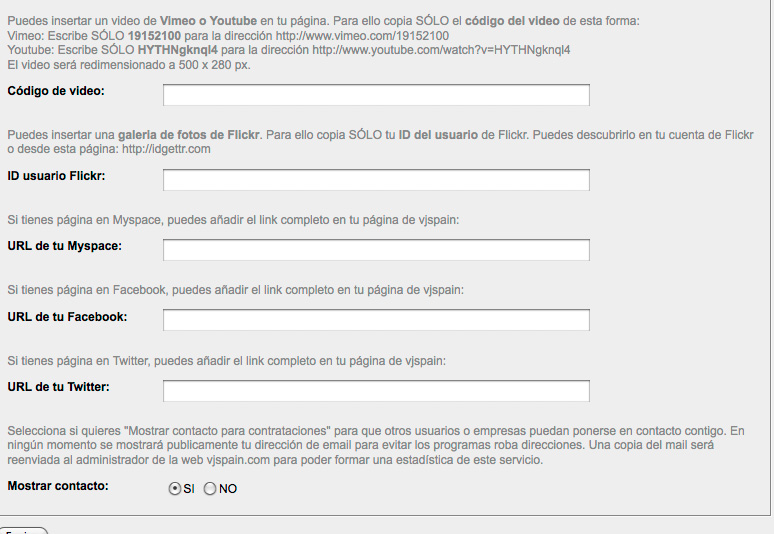 Puedes insertar un video de Vimeo o Youtube en tu página. Para ello copia SÓLO el código del video de esta forma:
Vimeo: Escribe SÓLO 19152100 para la dirección http://www.vimeo.com/19152100
Youtube: Escribe SÓLO HYTHNgknqI4 para la dirección http://www.youtube.com/watch?v=HYTHNgknqI4
El video será redimensionado a 500 x 280 px.
Código de video:
Puedes insertar una galeria de fotos de Flickr. Para ello copia SÓLO tu ID del usuario de Flickr. Puedes descubrirlo en tu cuenta de Flickr
o desde esta página: http://idgettr.com
ID usuario Flickr:
Si tienes página en Myspace, puedes añadir el link completo en tu página de vjspain:
URL de tu Myspace:
Si tienes página en Facebook, puedes añadir el link completo en tu página de vjspain:
URL de tu Facebook:
Si tienes página en Twitter, puedes añadir el link completo en tu página de vjspain:
URL de tu Twitter:
Selecciona si quieres "Mostrar contacto para contrataciones" para que otros usuarios o empresas puedan ponerse en contacto contigo. En
ningún momento se mostrará publicamente tu dirección de email para evitar los programas roba direcciones. Una copia del mail será
reenviada al administrador de la web vjspain.com para poder formar una estadística de este servicio.
Mostrar contacto: SI NO